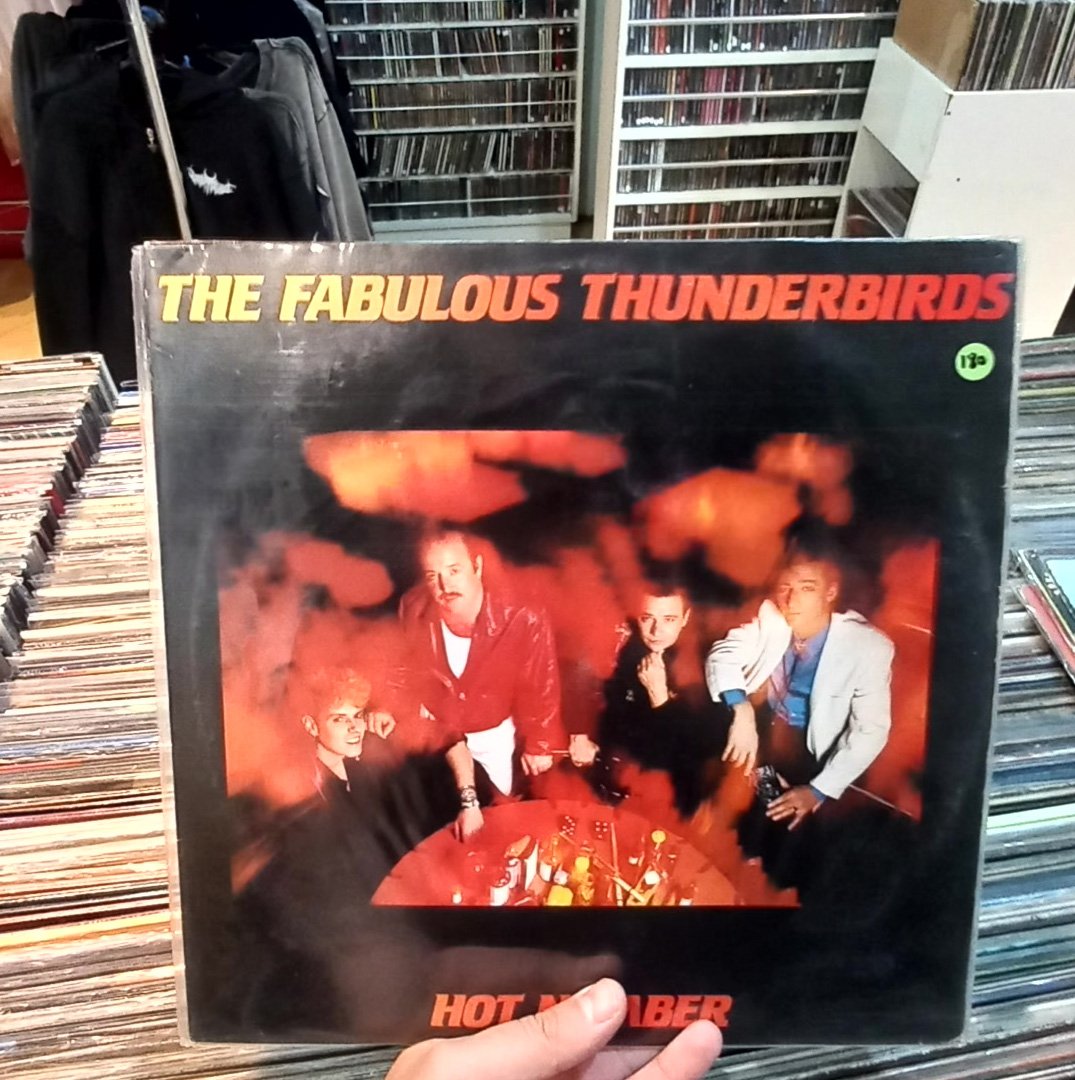 THE FABULOUS THUNDERBIRDS
180
HOT